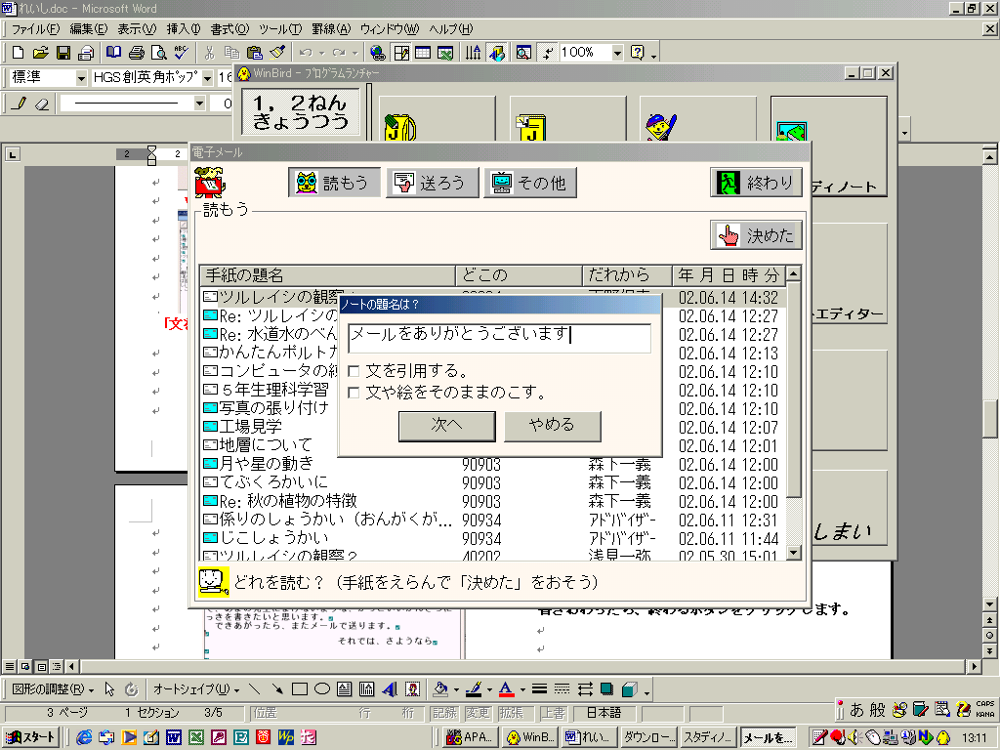 れいし.doc - Microsoft Word
ファイル(F) 編集(E) 表示(V) 挿入(I) 書式(O) ツール(T) 罫線(A) ウィンドウ(W) ヘルプ(H)
100%
標準 HGS創英角ポップ 16
WinBird - プログラムランチャー
1，2ねん
きょうつう
電子メール
読もう 送ろう その他 終わり
ディノート
読もう
決めた
手紙の題名 どこの だれから 年 月 日 時 分
ツルレイシの観察 02.06.14 14:32
Re: ツルレイシの 02.06.14 12:27
Re: 水道水のべん 02.06.14 12:27
かんたんボルトカ 02.06.14 12:13
コンピュータの練 02.06.14 12:10
５年生理科学習 02.06.14 12:10
写真の張り付け 02.06.14 12:10
工場見学 02.06.14 12:07
地層について 02.06.14 12:01
月や星の動き 90903 森下一義 02.06.14 12:00
てぶくろかいに 90903 森下一義 02.06.14 12:00
Re: 秋の植物の特徴 90903 森下一義 02.06.14 12:00
係りのしょうかい（おんがくが... 90934 ｱﾄﾞﾊﾞｲｻﾞｰ 02.06.11 12:31
じこしょうかい 90934 ｱﾄﾞﾊﾞｲｻﾞｰ 02.06.11 11:44
ツルレイシの観察２ 40202 浅見一弥 02.05.30 15:01
ノートの題名は？
メールをありがとうございます
文を引用する。
文や絵をそのままのこす。
次へ やめる
エディター
しまい
どれを読む？（手紙をえらんで「決めた」をおそう）
「文
書きおわったら、終わるボタンをクリックします。
っきを書きたいと思います。
できあがったら、またメールで送ります。
それでは、さようなら
図形の調整(R) オートシェイプ(U)
3 ページ 1 セクション 3/5 位置 行 桁 記録 変更 拡張 上書 日本語
あ 般 CAPS KANA
スタート APA... WinB... れい... ダウンロー... スタディノ... メールを... 13:11